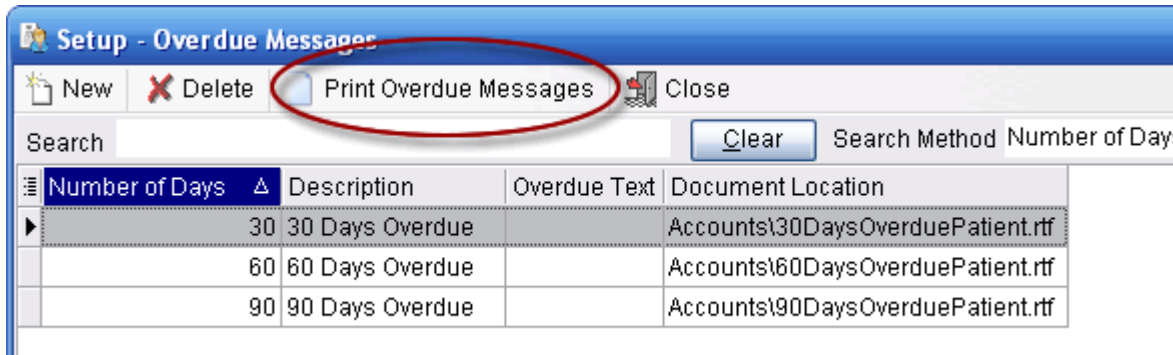 Setup - Overdue Messages
New Delete Print Overdue Messages Close
Search Clear Search Method Number of Days
Number of Days Description Overdue Text Document Location
30 30 Days Overdue Accounts\30DaysOverduePatient.rtf
60 60 Days Overdue Accounts\60DaysOverduePatient.rtf
90 90 Days Overdue Accounts\90DaysOverduePatient.rtf